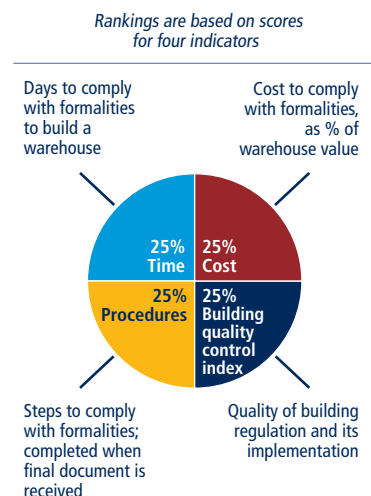 Rankings are based on scores
for four indicators
Days to comply
with formalities
to build a
warehouse
Cost to comply
with formalities,
as % of
warehouse value
25%
Time
25%
Cost
25%
Procedures
25%
Building
quality
control
index
Steps to comply
with formalities;
completed when
final document is
received
Quality of building
regulation and its
implementation